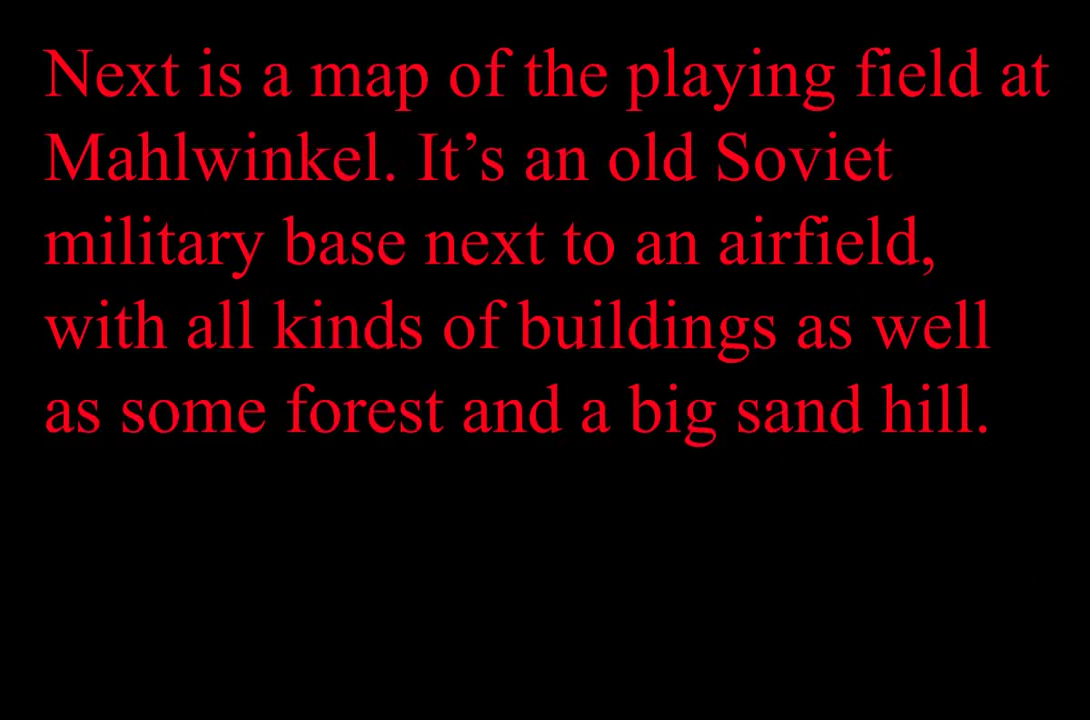 Next is a map of the playing field at
Mahlwinkel. It’s an old Soviet
military base next to an airfield,
with all kinds of buildings as well
as some forest and a big sand hill.